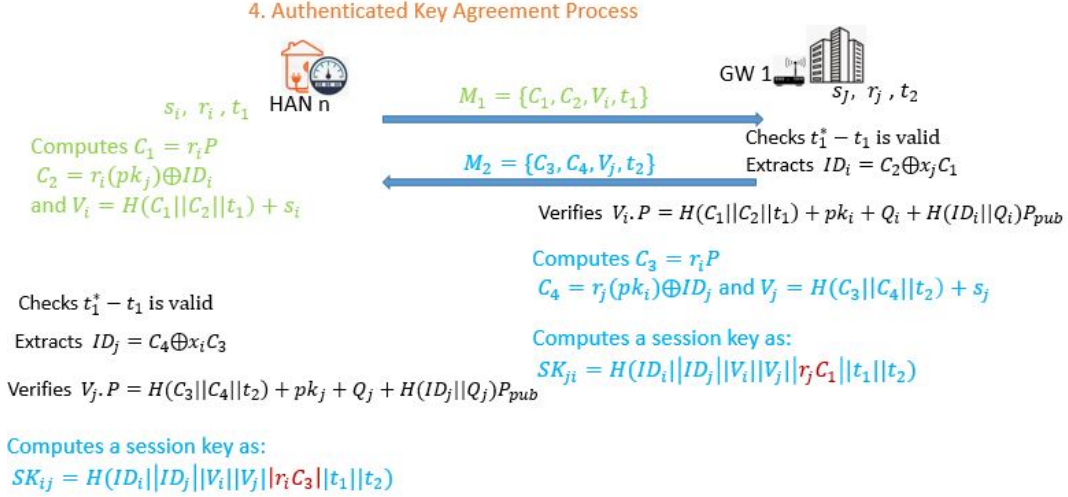 4. Authenticated Key Agreement Process
HAN n
GW 1
s_i, r_i, t_1
M_1 = {C_1, C_2, V_i, t_1}
s_J, r_j, t_2
Computes C_1 = r_iP
C_2 = r_i(pk_j)⊕ID_i
and V_i = H(C_1||C_2||t_1) + s_i
Checks t_1^* − t_1 is valid
Extracts ID_i = C_2⊕x_jC_1
M_2 = {C_3, C_4, V_j, t_2}
Verifies V_i.P = H(C_1||C_2||t_1) + pk_i + Q_i + H(ID_i||Q_i)P_pub
Computes C_3 = r_iP
C_4 = r_j(pk_i)⊕ID_j and V_j = H(C_3||C_4||t_2) + s_j
Computes a session key as:
SK_ji = H(ID_i||ID_j||V_i||V_j||r_jC_1||t_1||t_2)
Checks t_1^* − t_1 is valid
Extracts ID_j = C_4⊕x_iC_3
Verifies V_j.P = H(C_3||C_4||t_2) + pk_j + Q_j + H(ID_j||Q_j)P_pub
Computes a session key as:
SK_ij = H(ID_i||ID_j||V_i||V_j||r_iC_3||t_1||t_2)